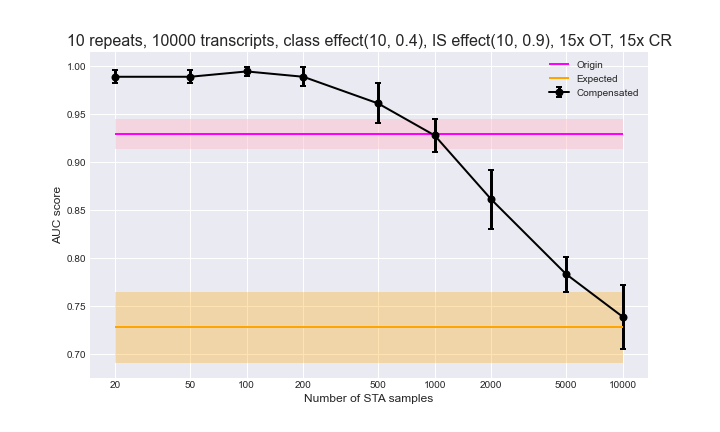 10 repeats, 10000 transcripts, class effect(10, 0.4), IS effect(10, 0.9), 15x OT, 15x CR
1.00
0.95
0.90
0.85
0.80
0.75
0.70
AUC score
Origin
Expected
Compensated
20 50 100 200 500 1000 2000 5000 10000
Number of STA samples